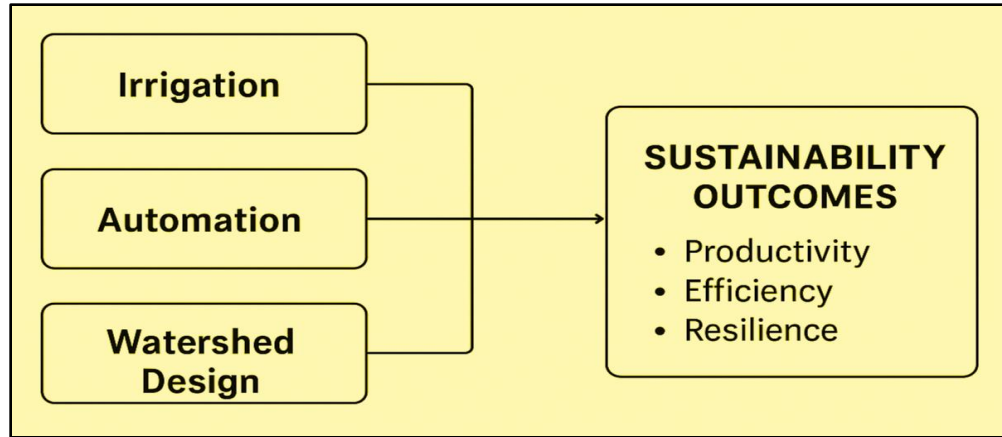 Irrigation
Automation
Watershed
Design
SUSTAINABILITY
OUTCOMES
• Productivity
• Efficiency
• Resilience